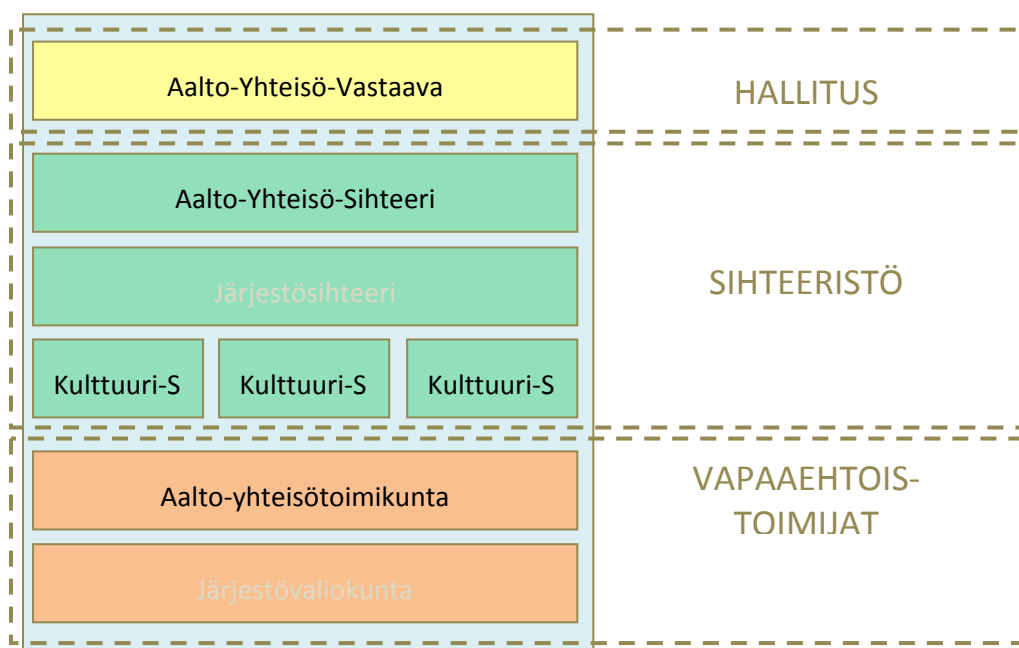 Aalto-Yhteisö-Vastaava
HALLITUS
Aalto-Yhteisö-Sihteeri
Järjestösihteeri
SIHTEERISTÖ
Kulttuuri-S
Kulttuuri-S
Kulttuuri-S
Aalto-yhteisötoimikunta
VAPAAEHTOIS-
TOIMIJAT
Järjestövaliokunta